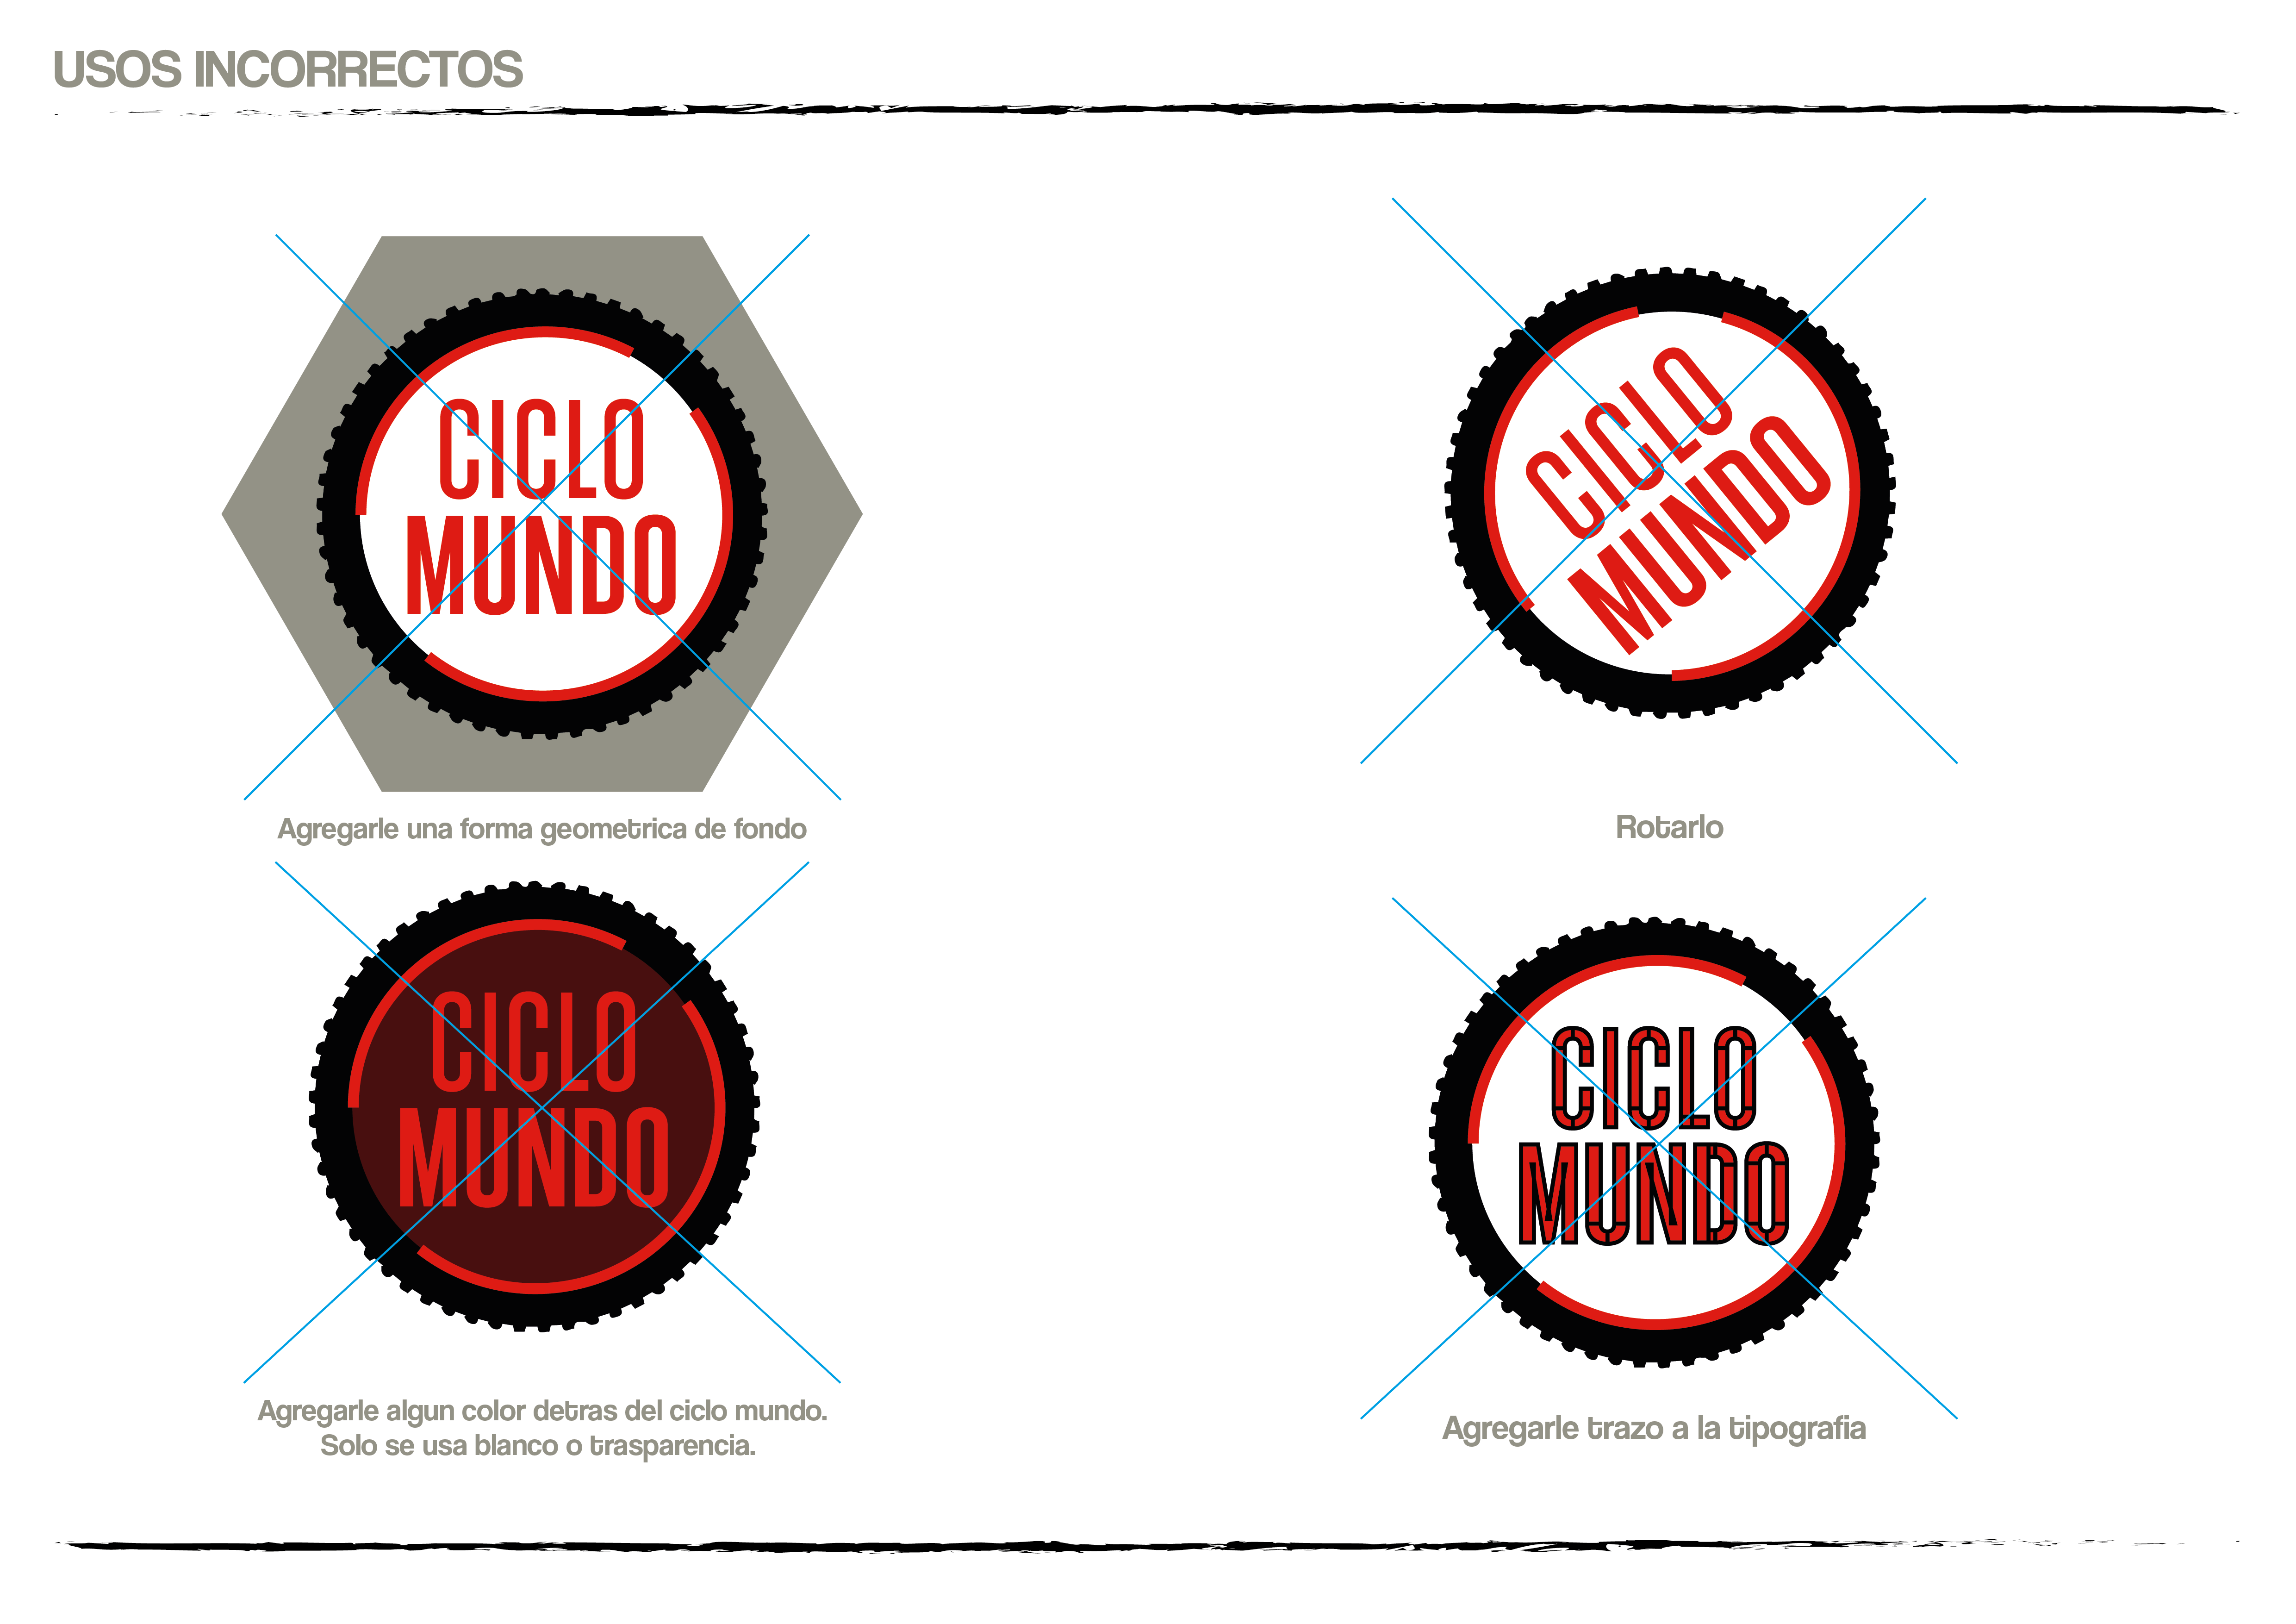 USOS INCORRECTOS
CICLO
MUNDO
Agregarle una forma geometrica de fondo
CICLO
MUNDO
Rotarlo
CICLO
MUNDO
Agregarle algun color detras del ciclo mundo.
Solo se usa blanco o trasparencia.
CICLO
MUNDO
Agregarle trazo a la tipografia